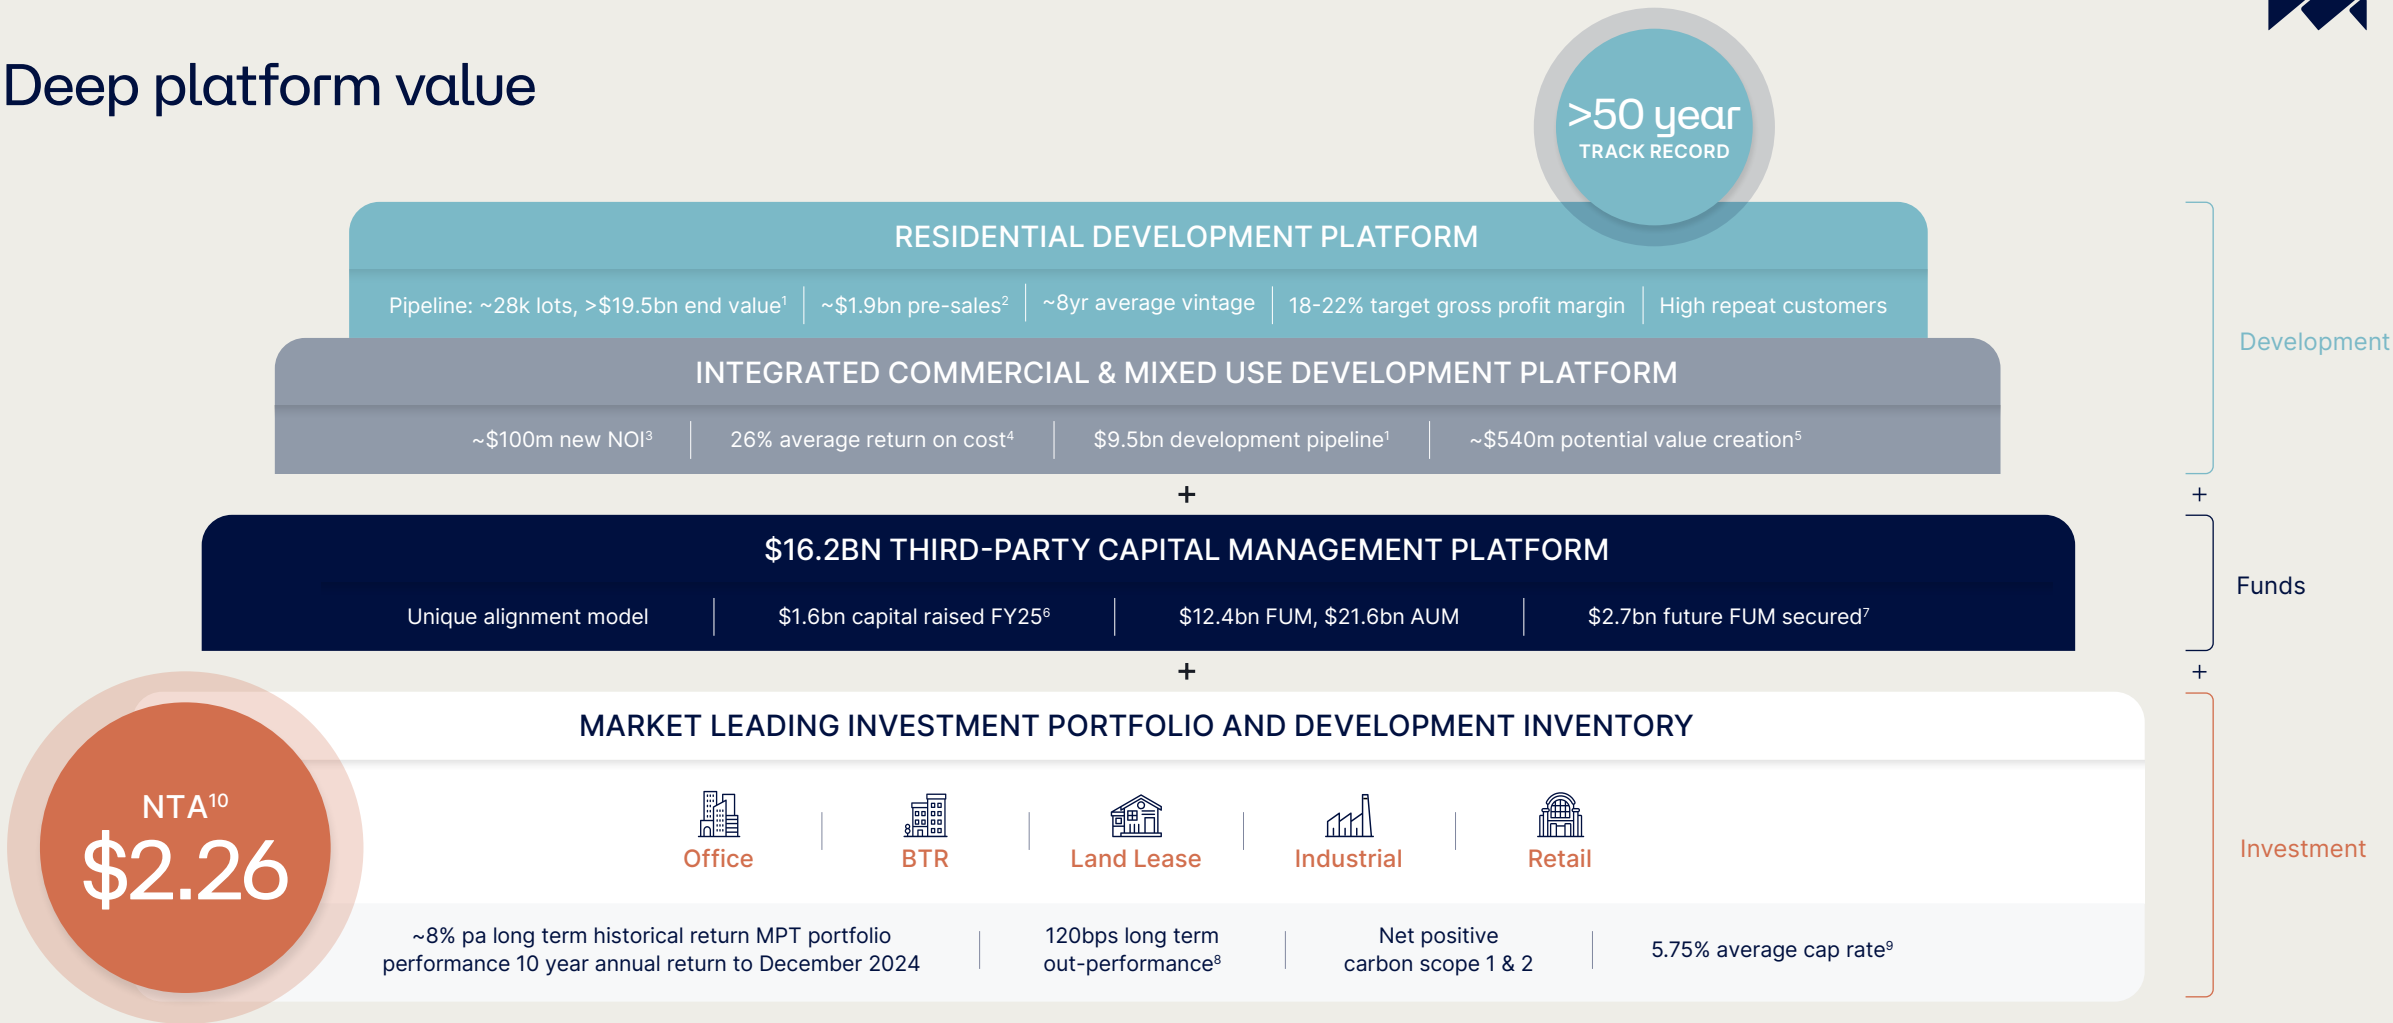 Deep platform value
>50 year
TRACK RECORD
RESIDENTIAL DEVELOPMENT PLATFORM
Pipeline: ~28k lots, >$19.5bn end value¹ ~$1.9bn pre-sales² ~8yr average vintage 18-22% target gross profit margin High repeat customers
Development
INTEGRATED COMMERCIAL & MIXED USE DEVELOPMENT PLATFORM
~$100m new NOI³ 26% average return on cost⁴ $9.5bn development pipeline¹ ~$540m potential value creation⁵
+ +
$16.2BN THIRD-PARTY CAPITAL MANAGEMENT PLATFORM
Funds
Unique alignment model $1.6bn capital raised FY25⁶ $12.4bn FUM, $21.6bn AUM $2.7bn future FUM secured⁷
+ +
MARKET LEADING INVESTMENT PORTFOLIO AND DEVELOPMENT INVENTORY
NTA¹⁰
$2.26
Office BTR Land Lease Industrial Retail
Investment
~8% pa long term historical return MPT portfolio
performance 10 year annual return to December 2024
120bps long term
out-performance⁸
Net positive
carbon scope 1 & 2
5.75% average cap rate⁹